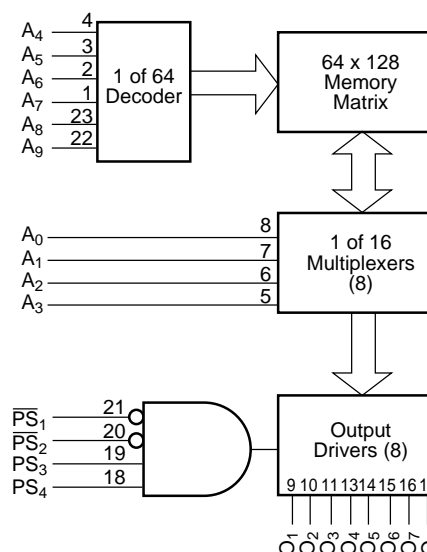 A4 4
A5 3
A6 2
A7 1
A8 23
A9 22
1 of 64
Decoder
64 x 128
Memory
Matrix
A0 8
A1 7
A2 6
A3 5
1 of 16
Multiplexers
(8)
PS1 21
PS2 20
PS3 19
PS4 18
Output
Drivers (8)
9 10 11 13 14 15 16
O1 O2 O3 O4 O5 O6 O7